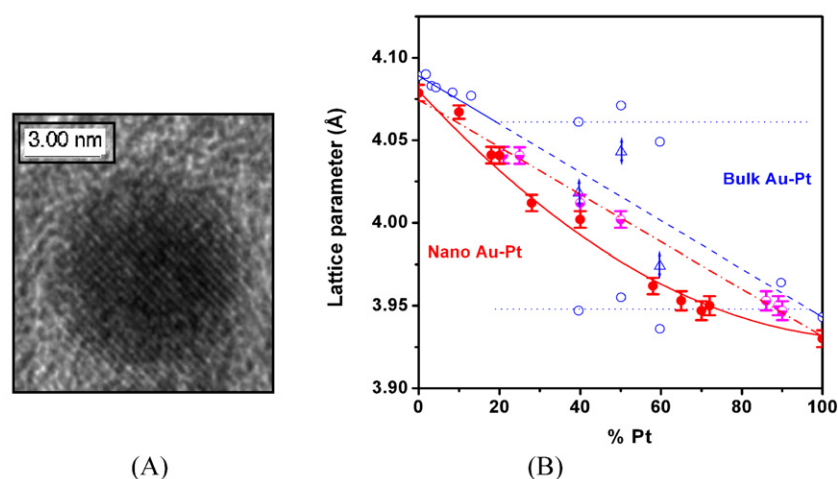 3.00 nm
4.10
4.05
4.00
3.95
3.90
Lattice parameter (Å)
Bulk Au-Pt
Nano Au-Pt
0
20
40
60
80
100
% Pt
(A)
(B)